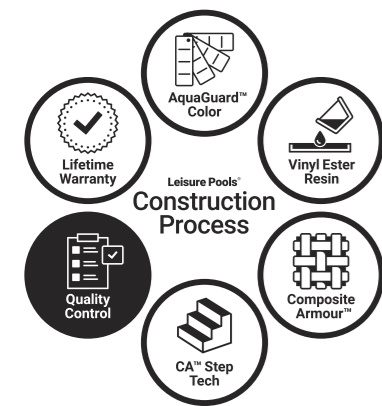 AquaGuard™
Color
Lifetime
Warranty
Vinyl Ester
Resin
Leisure Pools®
Construction
Process
Quality
Control
Composite
Armour™
CA™ Step
Tech